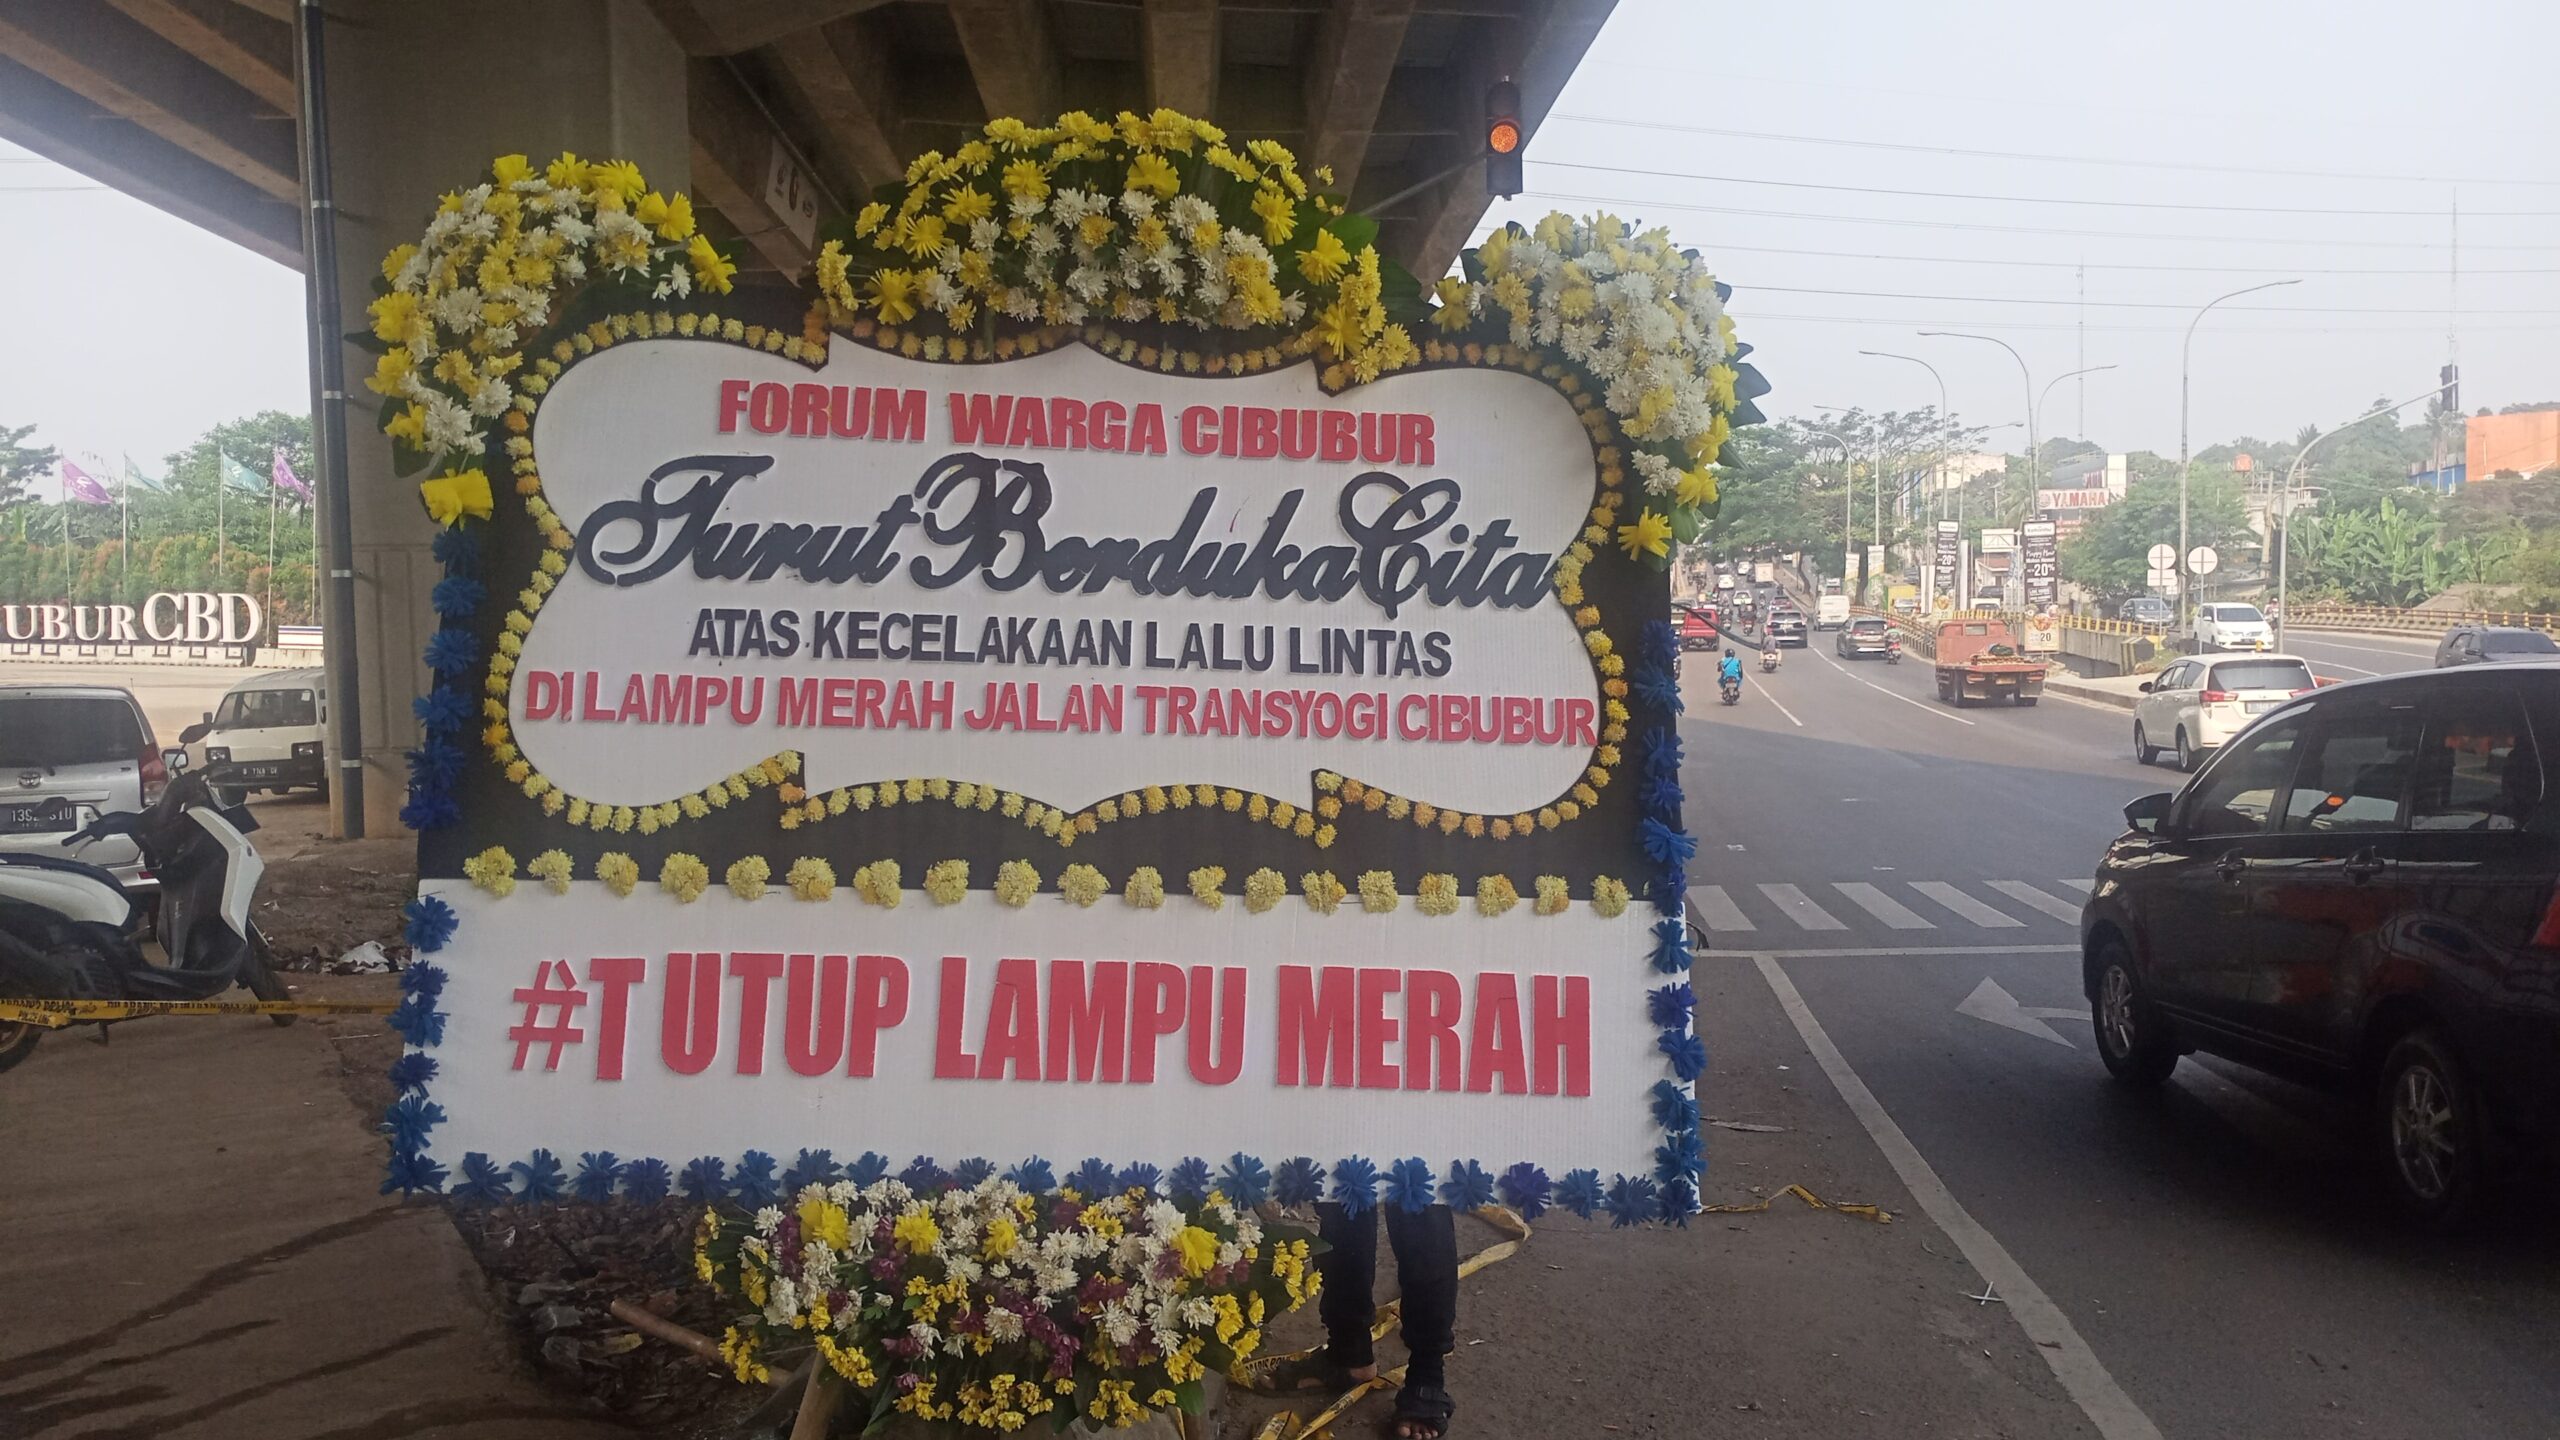 FORUM WARGA CIBUBUR
Turut Berduka Cita
ATAS KECELAKAAN LALU LINTAS
DI LAMPU MERAH JALAN TRANSYOGI CIBUBUR
#TUTUP LAMPU MERAH
UBUR CBD
YAMAHA